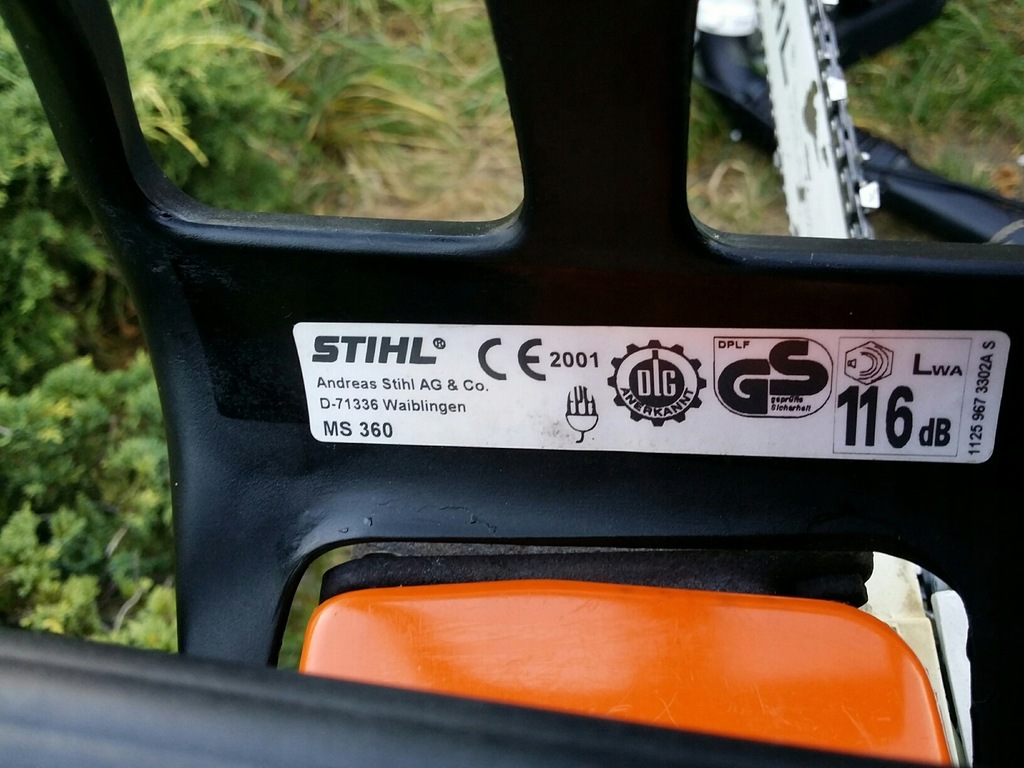 STIHL®
Andreas Stihl AG & Co.
D-71336 Waiblingen
MS 360
CE 2001
DLG
ANERKANNT
DPLF
GS
geprüfte
Sicherheit
LWA
116 dB
1125 967 3302A S